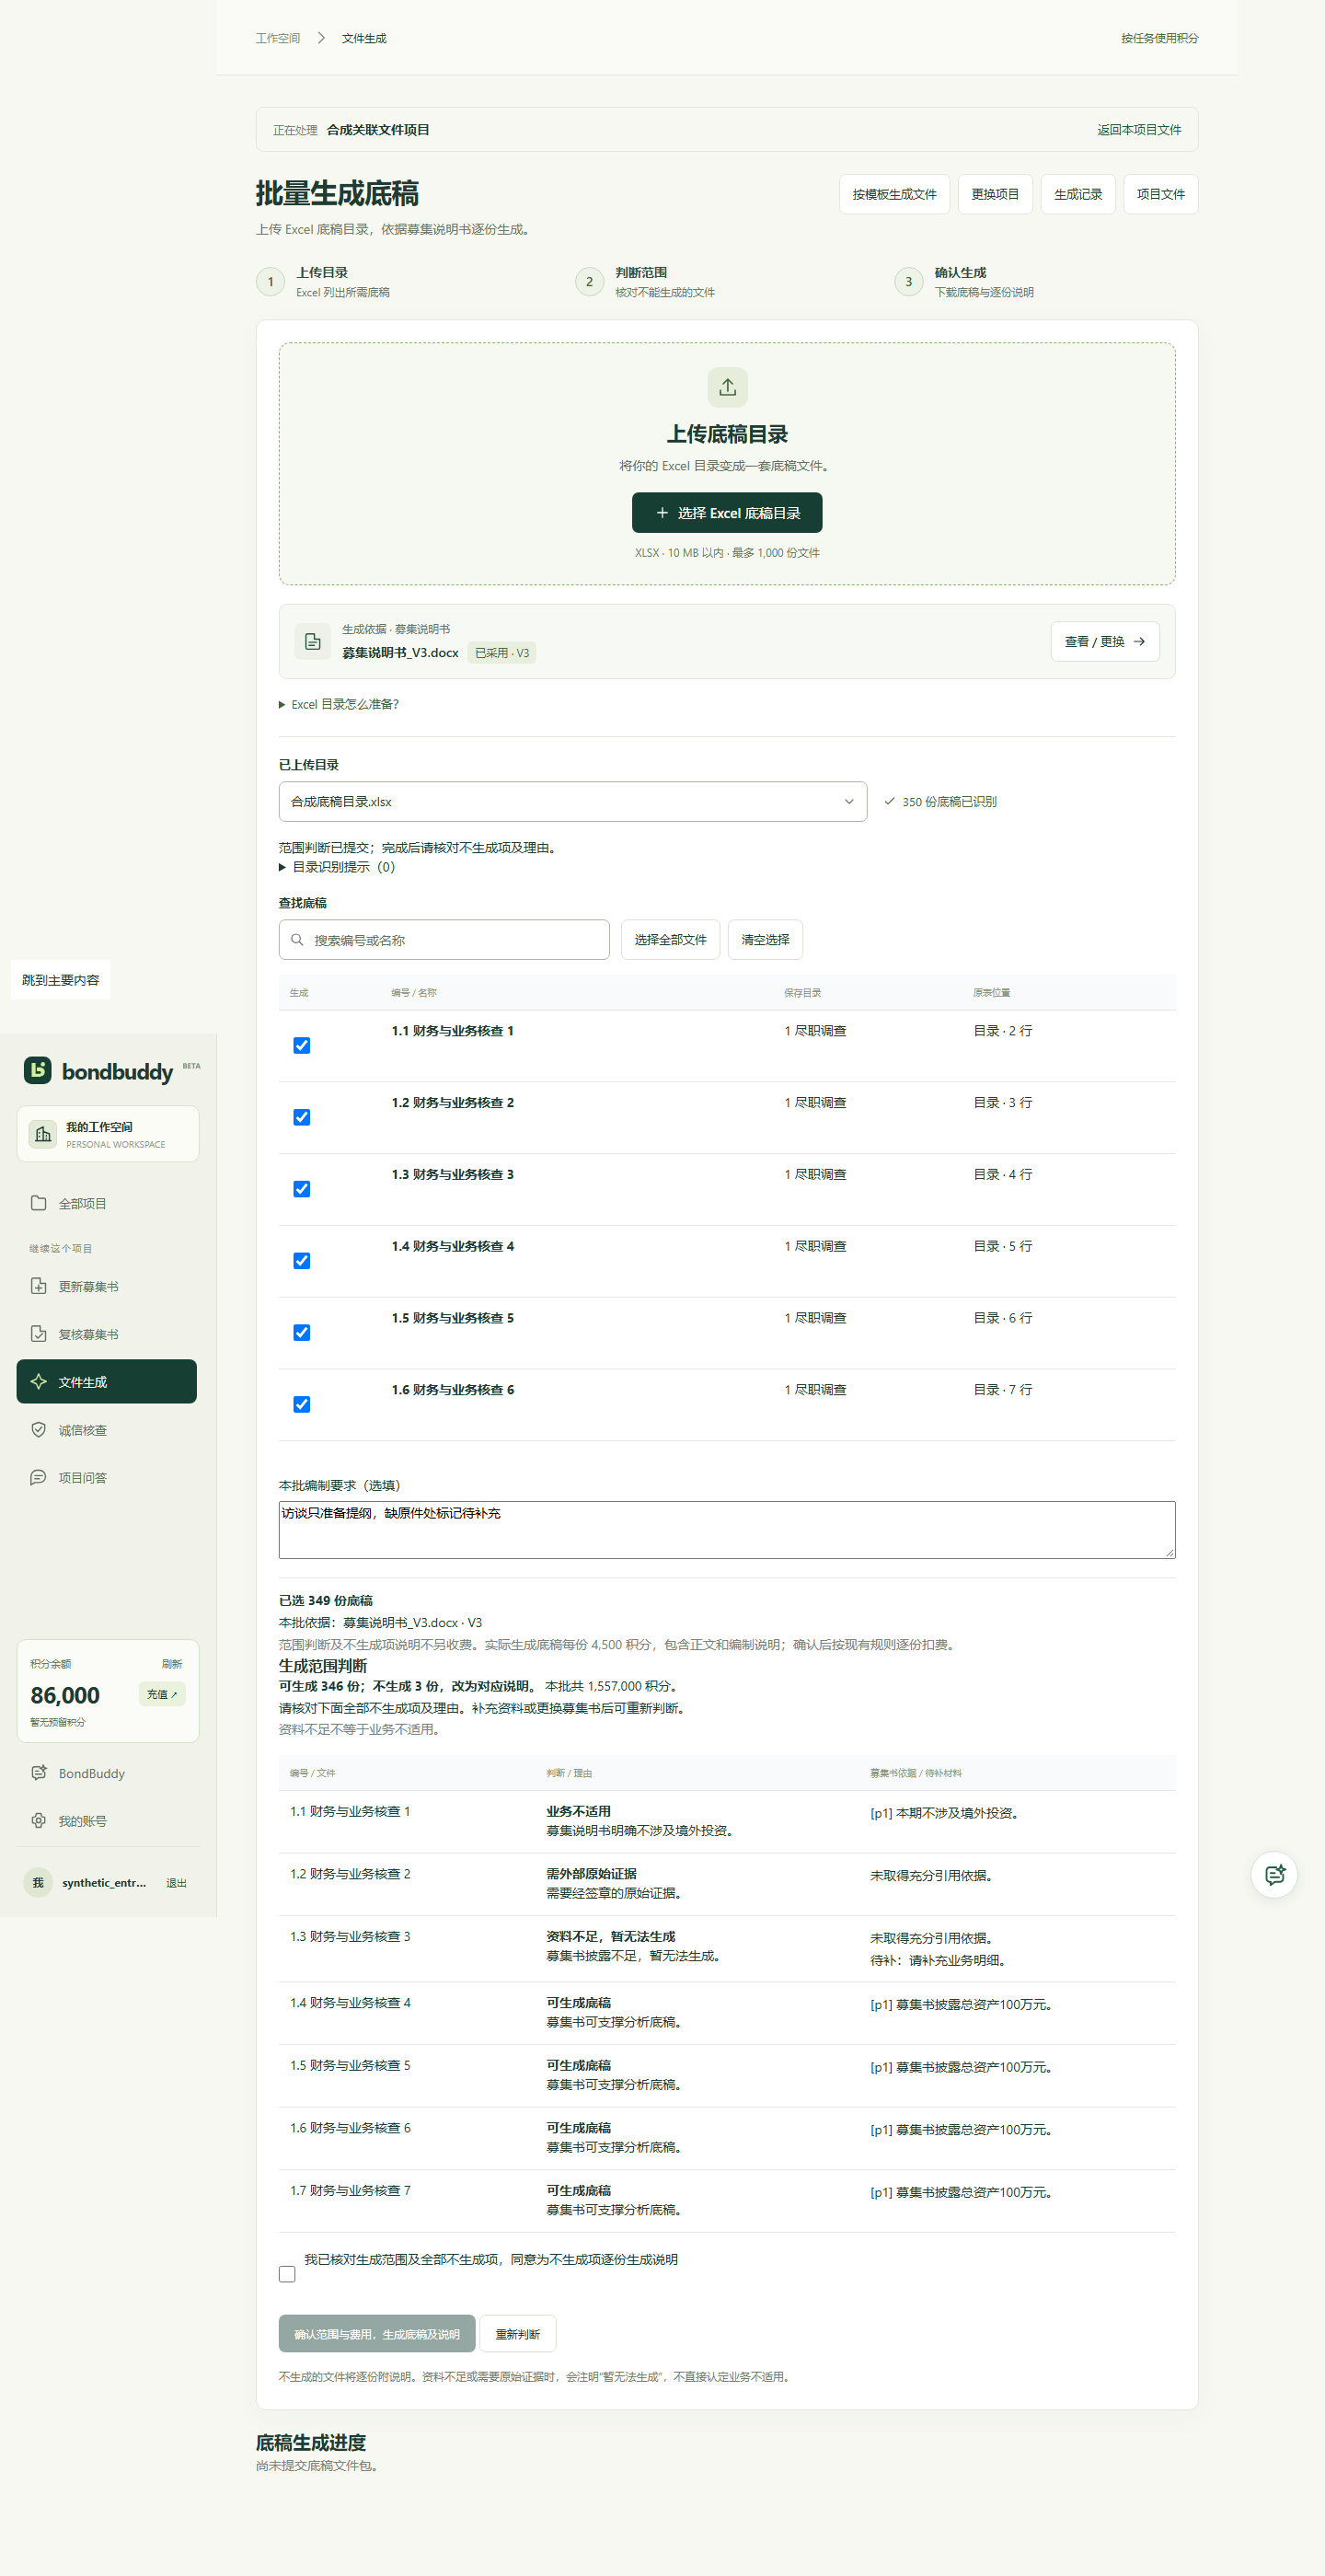 工作空间
文件生成
按任务使用积分
正在处理 合成关联文件项目
返回本项目文件
批量生成底稿
按模板生成文件
更换项目
生成记录
项目文件
上传 Excel 底稿目录，依据募集说明书逐份生成。
1
上传目录
Excel 列出所需底稿
2
判断范围
核对不能生成的文件
3
确认生成
下载底稿与逐份说明
上传底稿目录
将你的 Excel 目录变成一套底稿文件。
选择 Excel 底稿目录
XLSX · 10 MB 以内 · 最多 1,000 份文件
生成依据 · 募集说明书
募集说明书_V3.docx 已采用 · V3
查看 / 更换
Excel 目录怎么准备？
已上传目录
合成底稿目录.xlsx
350 份底稿已识别
范围判断已提交；完成后请核对不生成项及理由。
目录识别提示（0）
查找底稿
搜索编号或名称
选择全部文件
清空选择
生成 编号 / 名称 保存目录 原表位置
1.1 财务与业务核查 1 1 尽职调查 目录 · 2 行
1.2 财务与业务核查 2 1 尽职调查 目录 · 3 行
1.3 财务与业务核查 3 1 尽职调查 目录 · 4 行
1.4 财务与业务核查 4 1 尽职调查 目录 · 5 行
1.5 财务与业务核查 5 1 尽职调查 目录 · 6 行
1.6 财务与业务核查 6 1 尽职调查 目录 · 7 行
本批编制要求（选填）
访谈只准备提纲，缺原件处标记待补充
已选 349 份底稿
本批依据：募集说明书_V3.docx · V3
范围判断及不生成项说明不另收费。实际生成底稿每份 4,500 积分，包含正文和编制说明；确认后按现有规则逐份扣费。
生成范围判断
可生成 346 份；不生成 3 份，改为对应说明。 本批共 1,557,000 积分。
请核对下面全部不生成项及理由。补充资料或更换募集书后可重新判断。
资料不足不等于业务不适用。
编号 / 文件 判断 / 理由 募集书依据 / 待补材料
1.1 财务与业务核查 1 业务不适用 [p1] 本期不涉及境外投资。
募集说明书明确不涉及境外投资。
1.2 财务与业务核查 2 需外部原始证据 未取得充分引用依据。
需要经签章的原始证据。
1.3 财务与业务核查 3 资料不足，暂无法生成 未取得充分引用依据。
募集书披露不足，暂无法生成。 待补：请补充业务明细。
1.4 财务与业务核查 4 可生成底稿 [p1] 募集书披露总资产100万元。
募集书可支撑分析底稿。
1.5 财务与业务核查 5 可生成底稿 [p1] 募集书披露总资产100万元。
募集书可支撑分析底稿。
1.6 财务与业务核查 6 可生成底稿 [p1] 募集书披露总资产100万元。
募集书可支撑分析底稿。
1.7 财务与业务核查 7 可生成底稿 [p1] 募集书披露总资产100万元。
募集书可支撑分析底稿。
我已核对生成范围及全部不生成项，同意为不生成项逐份生成说明
确认范围与费用，生成底稿及说明
重新判断
不生成的文件将逐份附说明。资料不足或需要原始证据时，会注明“暂无法生成”，不直接认定业务不适用。
底稿生成进度
尚未提交底稿文件包。
跳到主要内容
bondbuddy BETA
我的工作空间
PERSONAL WORKSPACE
全部项目
继续这个项目
更新募集书
复核募集书
文件生成
诚信核查
项目问答
积分余额 刷新
86,000 充值 ↗
暂无预留积分
BondBuddy
我的账号
我 synthetic_entr... 退出